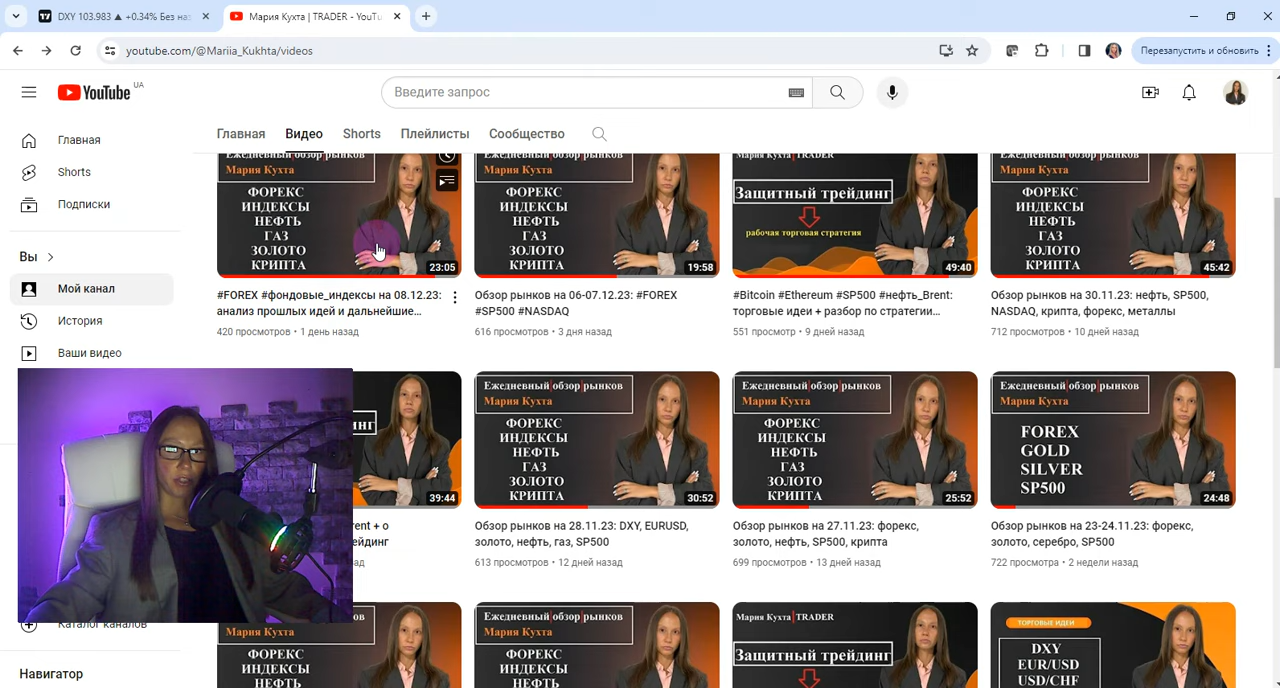 DXY 103.983 ▲ +0.34% Без наз
Мария Кухта | TRADER - YouTu
youtube.com/@Mariia_Kukhta/videos
Перезапустить и обновить
YouTube UA
Введите запрос
Главная
Видео
Shorts
Плейлисты
Сообщество
Главная
Shorts
Подписки
Вы
Мой канал
История
Ваши видео
Каталог каналов
Навигатор
Ежедневный обзор рынков
Мария Кухта
ФОРЕКС
ИНДЕКСЫ
НЕФТЬ
ГАЗ
ЗОЛОТО
КРИПТА
23:05
#FOREX #фондовые_индексы на 08.12.23:
анализ прошлых идей и дальнейшие…
420 просмотров • 1 день назад
Ежедневный обзор рынков
Мария Кухта
ФОРЕКС
ИНДЕКСЫ
НЕФТЬ
ГАЗ
ЗОЛОТО
КРИПТА
19:58
Обзор рынков на 06-07.12.23: #FOREX
#SP500 #NASDAQ
616 просмотров • 3 дня назад
Мария Кухта TRADER
Защитный трейдинг
рабочая торговая стратегия
49:40
#Bitcoin #Ethereum #SP500 #нефть_Brent:
торговые идеи + разбор по стратегии…
551 просмотр • 9 дней назад
Ежедневный обзор рынков
Мария Кухта
ФОРЕКС
ИНДЕКСЫ
НЕФТЬ
ГАЗ
ЗОЛОТО
КРИПТА
45:42
Обзор рынков на 30.11.23: нефть, SP500,
NASDAQ, крипта, форекс, металлы
712 просмотров • 10 дней назад
нг
39:44
rent + о
ейдинг
ад
Ежедневный обзор рынков
Мария Кухта
ФОРЕКС
ИНДЕКСЫ
НЕФТЬ
ГАЗ
ЗОЛОТО
КРИПТА
30:52
Обзор рынков на 28.11.23: DXY, EURUSD,
золото, нефть, газ, SP500
613 просмотров • 12 дней назад
Ежедневный обзор рынков
Мария Кухта
ФОРЕКС
ИНДЕКСЫ
НЕФТЬ
ГАЗ
ЗОЛОТО
КРИПТА
25:52
Обзор рынков на 27.11.23: форекс,
золото, нефть, SP500, крипта
699 просмотров • 13 дней назад
Ежедневный обзор рынков
Мария Кухта
FOREX
GOLD
SILVER
SP500
24:48
Обзор рынков на 23-24.11.23: форекс,
золото, серебро, SP500
722 просмотра • 2 недели назад
ков
Мария Кухта
ФОРЕКС
ИНДЕКСЫ
НЕФТЬ
Ежедневный обзор рынков
Мария Кухта
ФОРЕКС
ИНДЕКСЫ
НЕФТЬ
Мария Кухта TRADER
Защитный трейдинг
ТОРГОВЫЕ ИДЕИ
DXY
EUR/USD
USD/CHF